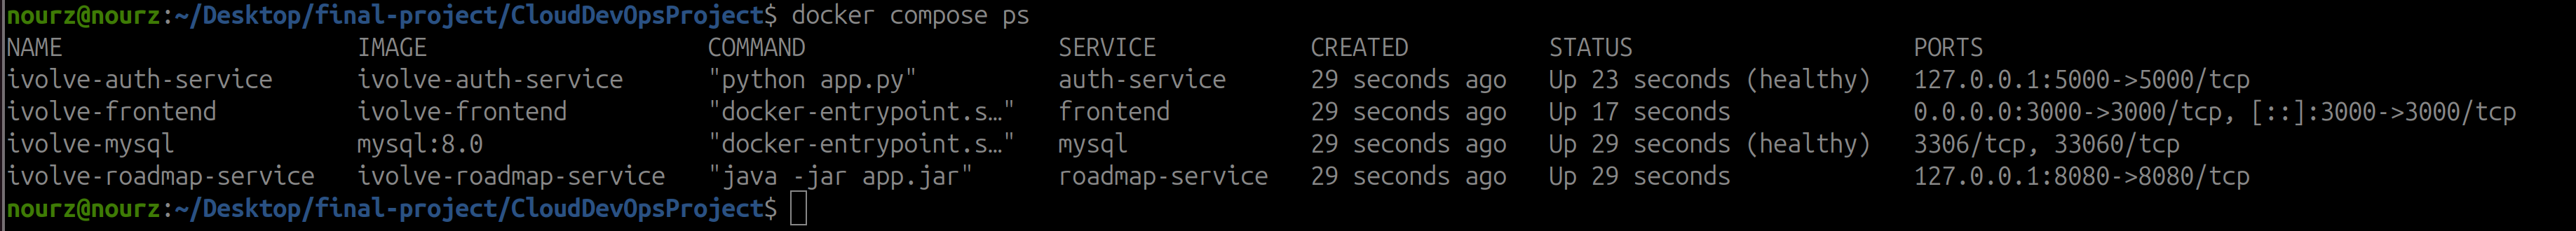 nourz@nourz:~/Desktop/final-project/CloudDevOpsProject$ docker compose ps
NAME IMAGE COMMAND SERVICE CREATED STATUS PORTS
ivolve-auth-service ivolve-auth-service "python app.py" auth-service 29 seconds ago Up 23 seconds (healthy) 127.0.0.1:5000->5000/tcp
ivolve-frontend ivolve-frontend "docker-entrypoint.s…" frontend 29 seconds ago Up 17 seconds 0.0.0.0:3000->3000/tcp, [::]:3000->3000/tcp
ivolve-mysql mysql:8.0 "docker-entrypoint.s…" mysql 29 seconds ago Up 29 seconds (healthy) 3306/tcp, 33060/tcp
ivolve-roadmap-service ivolve-roadmap-service "java -jar app.jar" roadmap-service 29 seconds ago Up 29 seconds 127.0.0.1:8080->8080/tcp
nourz@nourz:~/Desktop/final-project/CloudDevOpsProject$